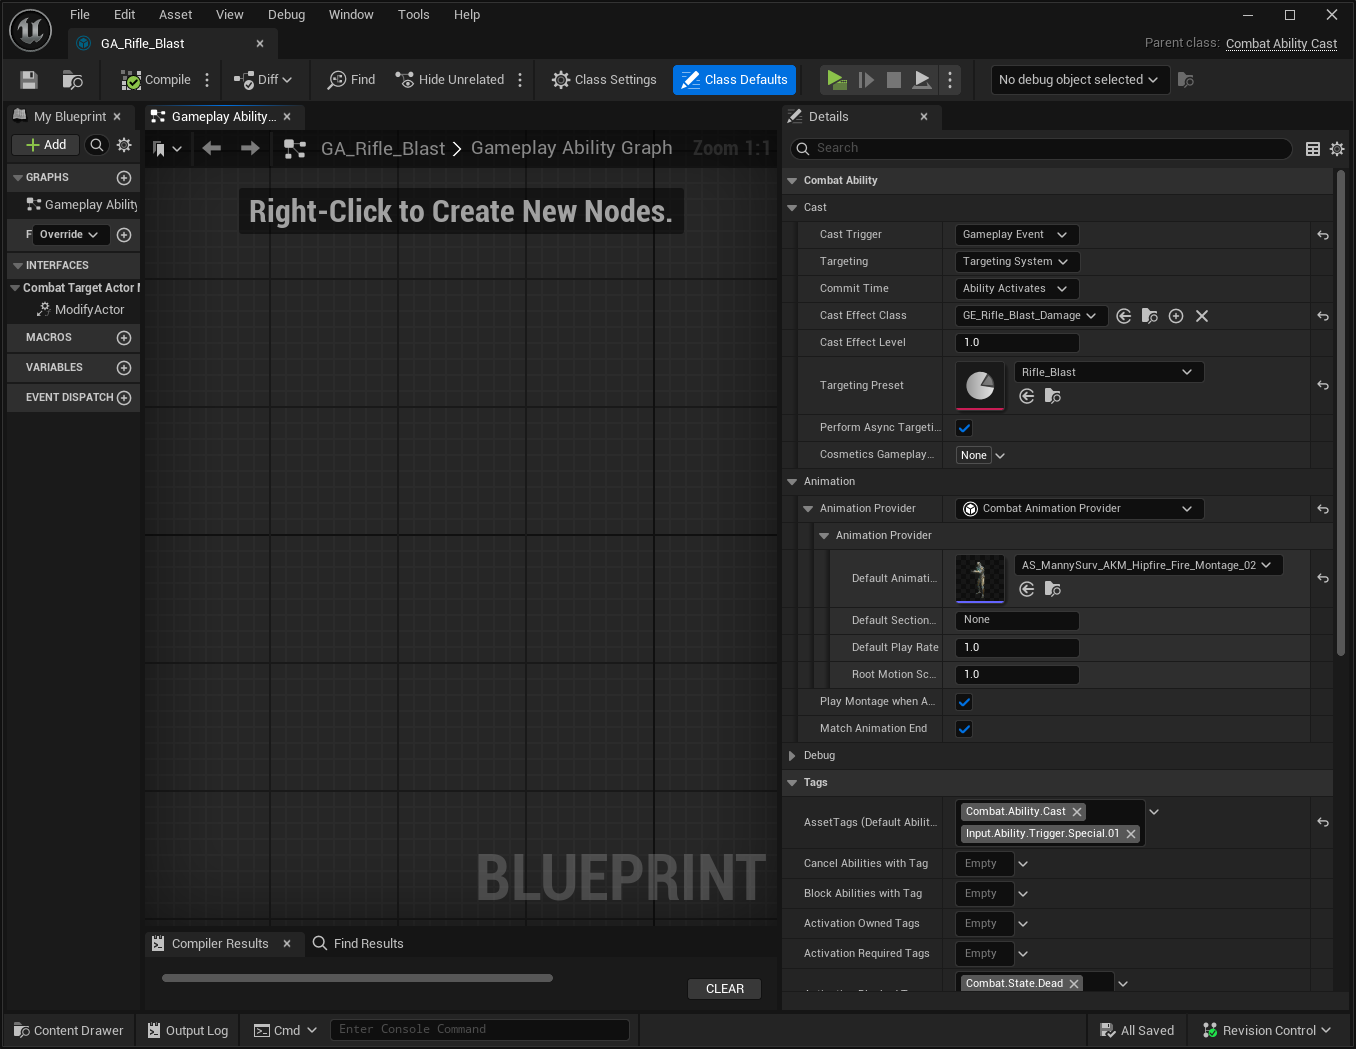 File Edit Asset View Debug Window Tools Help
GA_Rifle_Blast
Parent class: Combat Ability Cast
Compile Diff Find Hide Unrelated Class Settings Class Defaults No debug object selected
My Blueprint
Add
GRAPHS
Gameplay Ability
F Override
INTERFACES
Combat Target Actor M
ModifyActor
MACROS
VARIABLES
EVENT DISPATCH
Gameplay Ability...
GA_Rifle_Blast > Gameplay Ability Graph Zoom 1:1
Right-Click to Create New Nodes.
BLUEPRINT
Compiler Results Find Results
CLEAR
Details
Search
Combat Ability
Cast
Cast Trigger Gameplay Event
Targeting Targeting System
Commit Time Ability Activates
Cast Effect Class GE_Rifle_Blast_Damage
Cast Effect Level 1.0
Targeting Preset Rifle_Blast
Perform Async Targeti...
Cosmetics Gameplay... None
Animation
Animation Provider Combat Animation Provider
Animation Provider
Default Animati... AS_MannySurv_AKM_Hipfire_Fire_Montage_02
Default Section... None
Default Play Rate 1.0
Root Motion Sc... 1.0
Play Montage when A...
Match Animation End
Debug
Tags
AssetTags (Default Abilit... Combat.Ability.Cast
Input.Ability.Trigger.Special.01
Cancel Abilities with Tag Empty
Block Abilities with Tag Empty
Activation Owned Tags Empty
Activation Required Tags Empty
Combat.State.Dead
Content Drawer Output Log Cmd Enter Console Command All Saved Revision Control